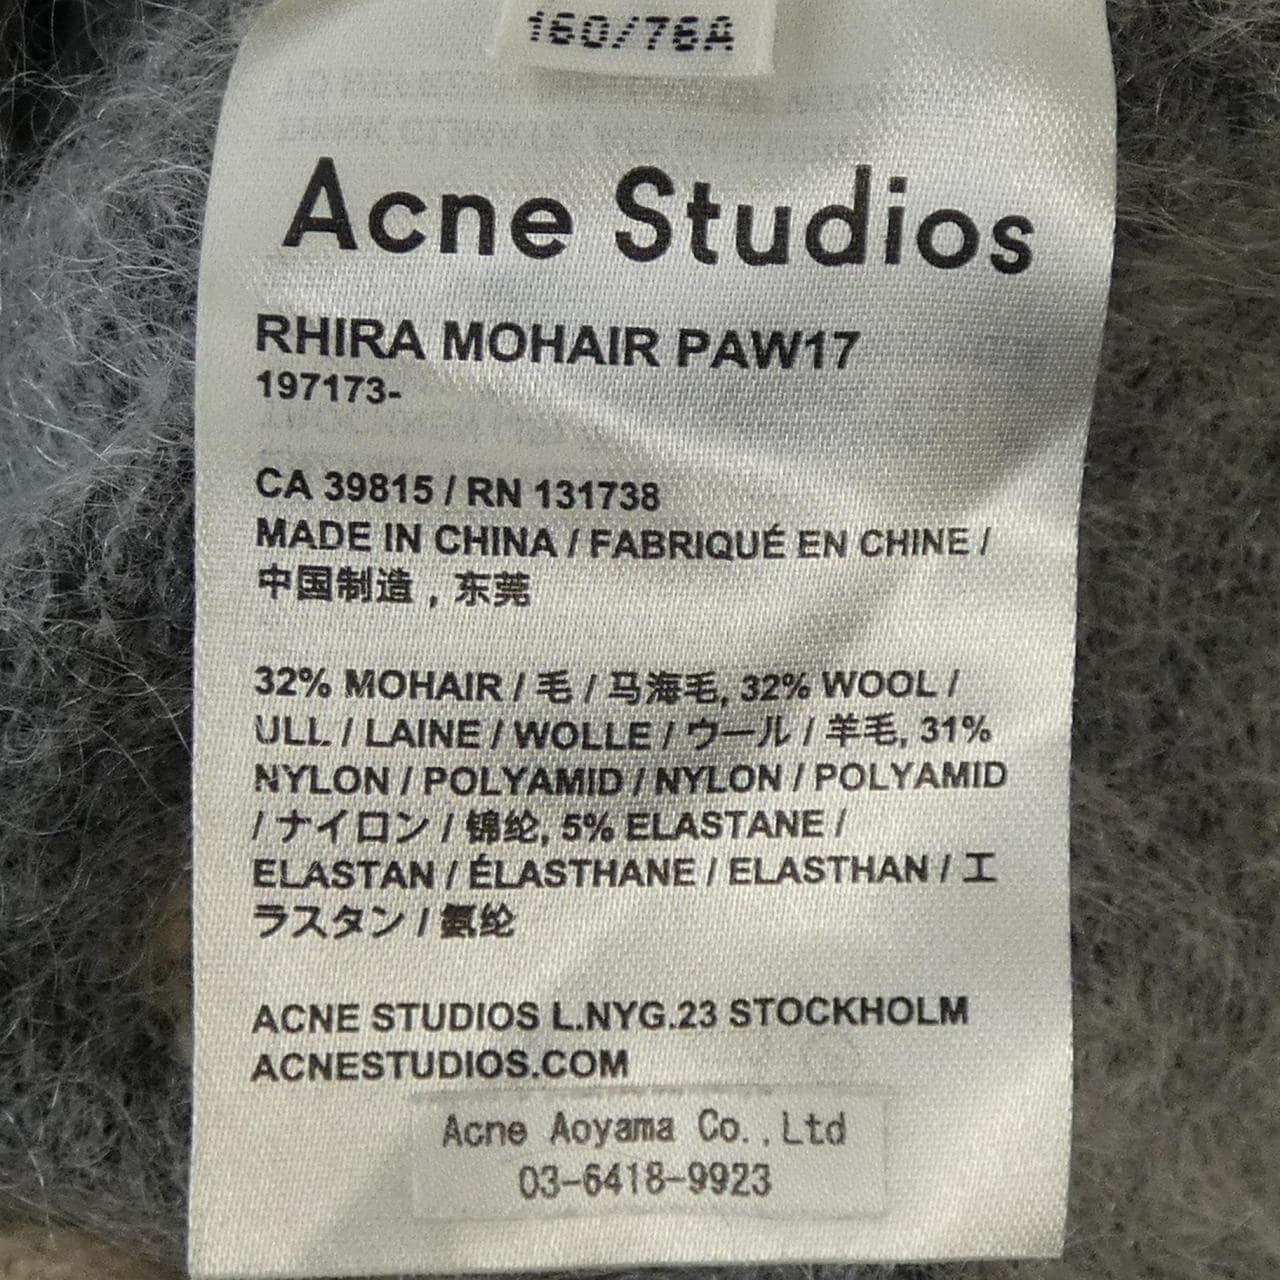 160/76A
Acne Studios
RHIRA MOHAIR PAW17
197173-
CA 39815 / RN 131738
MADE IN CHINA / FABRIQUÉ EN CHINE /
中国制造，东莞
32% MOHAIR / 毛 / 马海毛, 32% WOOL /
ULL / LAINE / WOLLE / ウール / 羊毛, 31%
NYLON / POLYAMID / NYLON / POLYAMID
/ ナイロン / 锦纶, 5% ELASTANE /
ELASTAN / ÉLASTHANE / ELASTHAN / エ
ラスタン / 氨纶
ACNE STUDIOS L.NYG.23 STOCKHOLM
ACNESTUDIOS.COM
Acne Aoyama Co.,Ltd
03-6418-9923